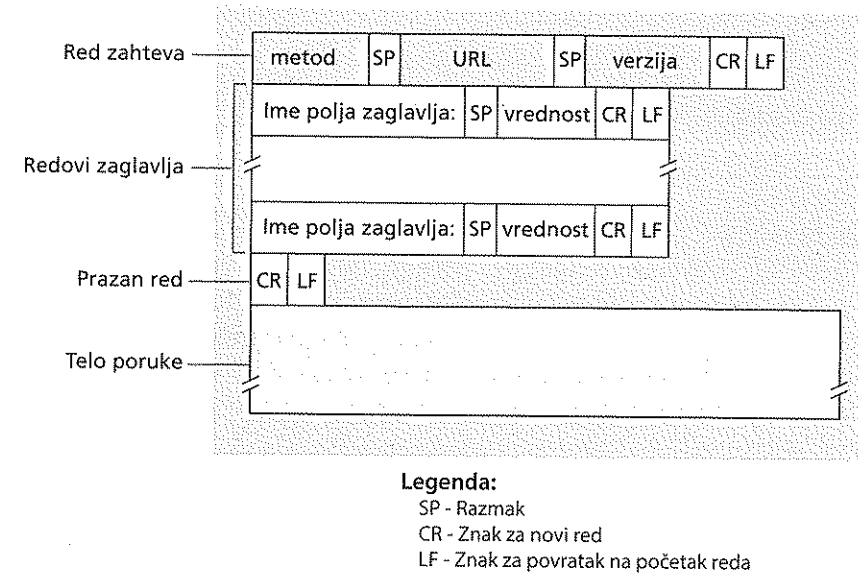 Red zahteva metod SP URL SP verzija CR LF
Ime polja zaglavlja: SP vrednost CR LF
Redovi zaglavlja
Ime polja zaglavlja: SP vrednost CR LF
Prazan red CR LF
Telo poruke
Legenda:
SP - Razmak
CR - Znak za novi red
LF - Znak za povratak na početak reda